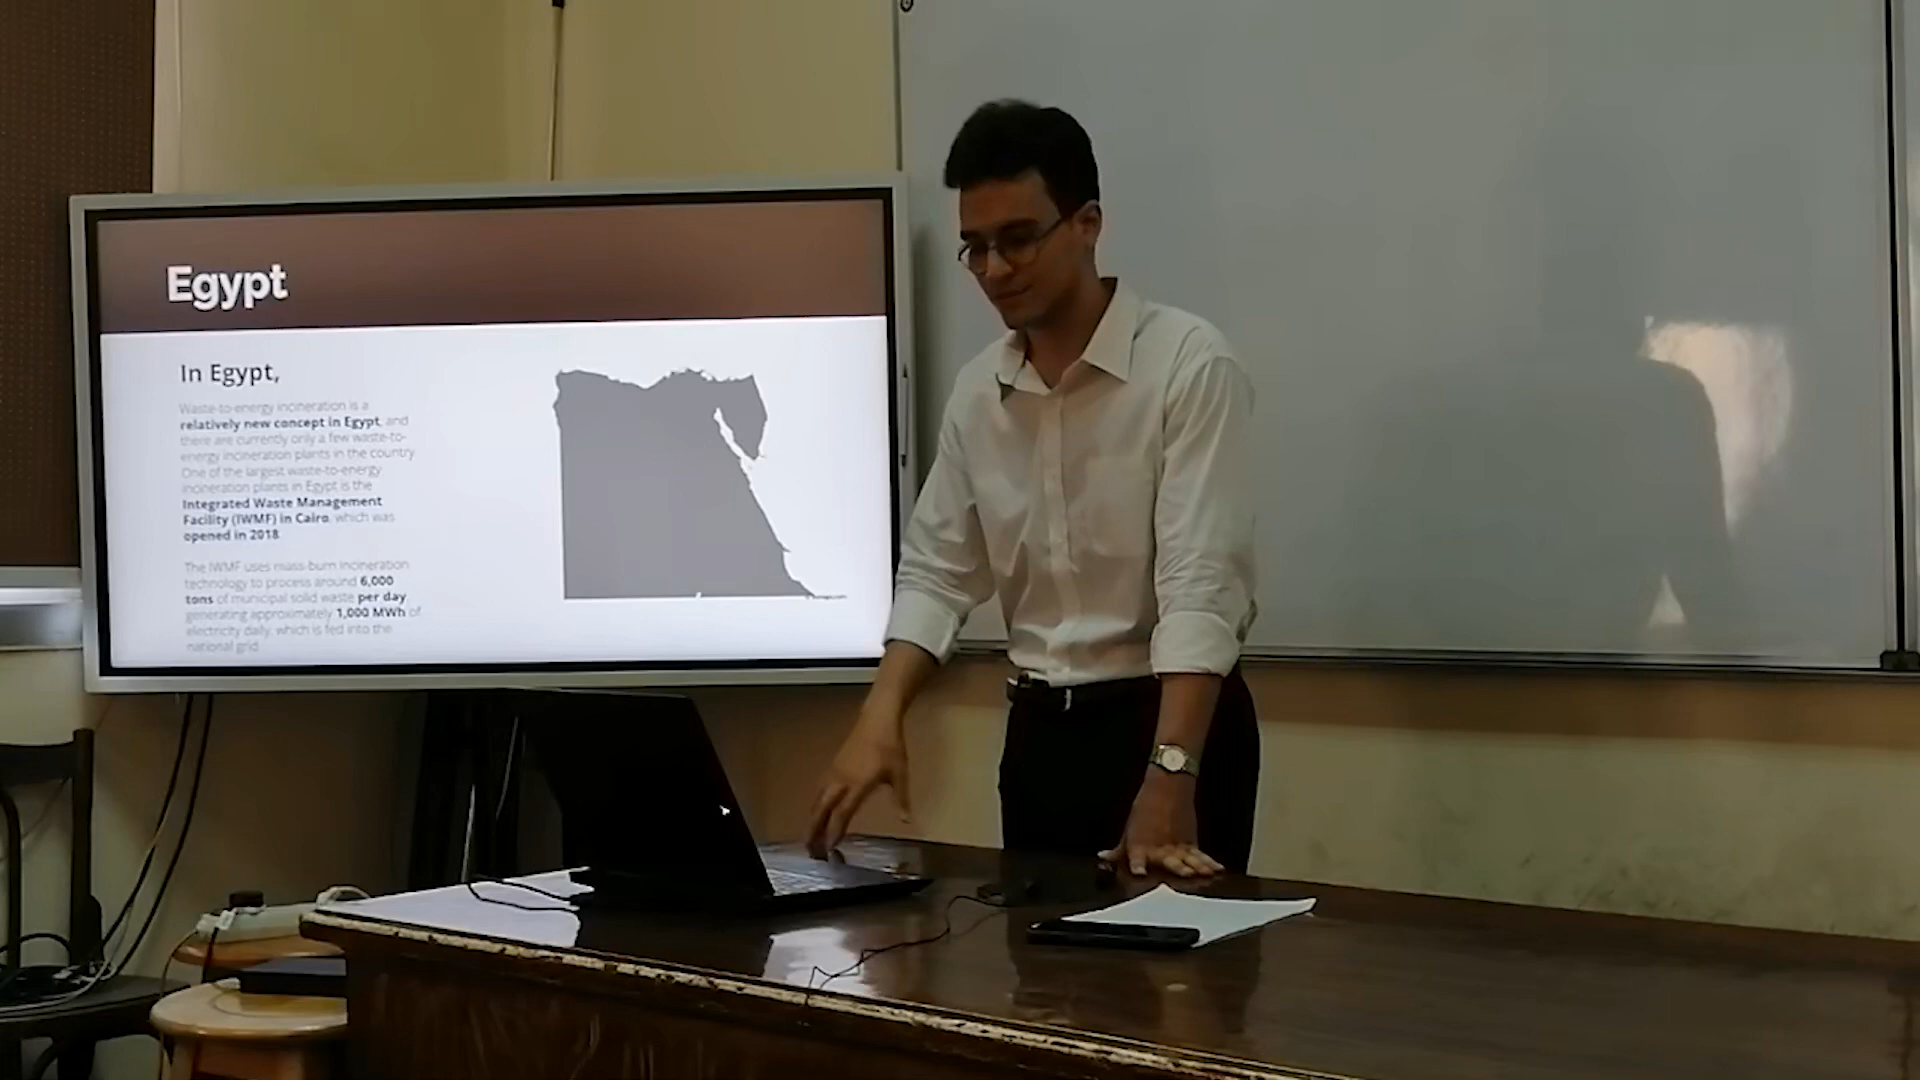 Egypt
In Egypt,
Waste-to-energy incineration is a
relatively new concept in Egypt, and
there are currently only a few waste-to-
energy incineration plants in the country.
One of the largest waste-to-energy
incineration plants in Egypt is the
Integrated Waste Management
Facility (IWMF) in Cairo, which was
opened in 2018.
The IWMF uses mass-burn incineration
technology to process around 6,000
tons of municipal solid waste per day,
generating approximately 1,000 MWh of
electricity daily, which is fed into the
national grid.